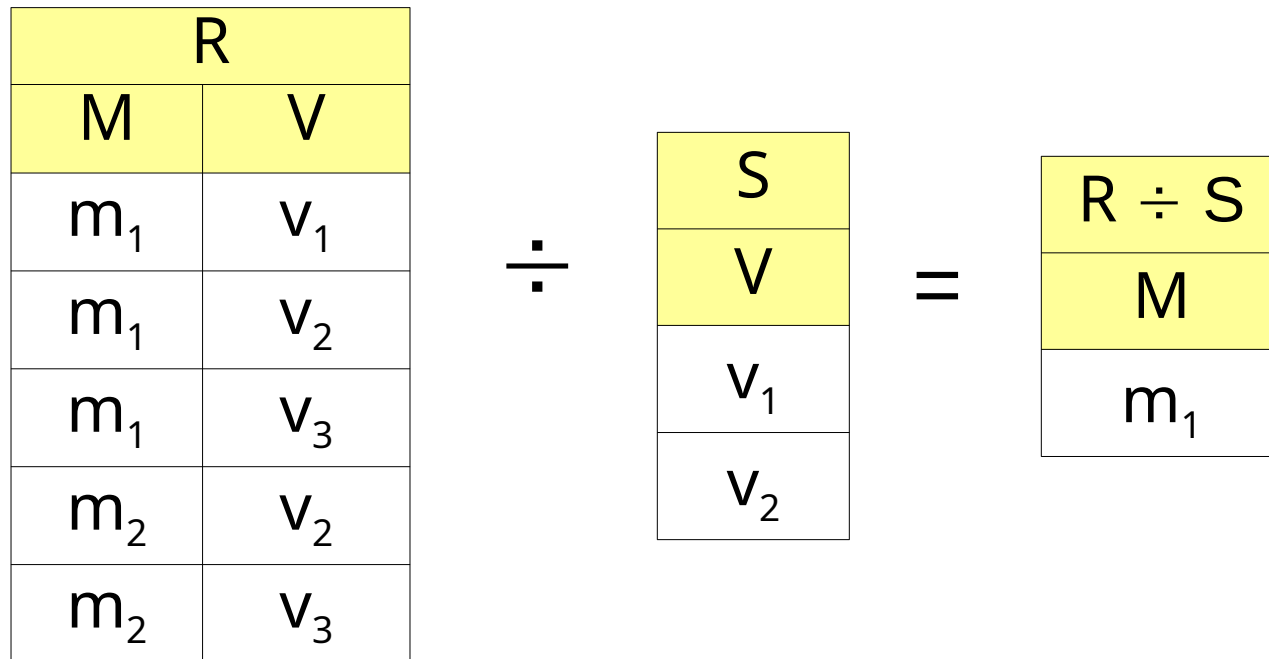 R
M V
m₁ v₁
m₁ v₂
m₁ v₃
m₂ v₂
m₂ v₃
÷
S
V
v₁
v₂
=
R ÷ S
M
m₁